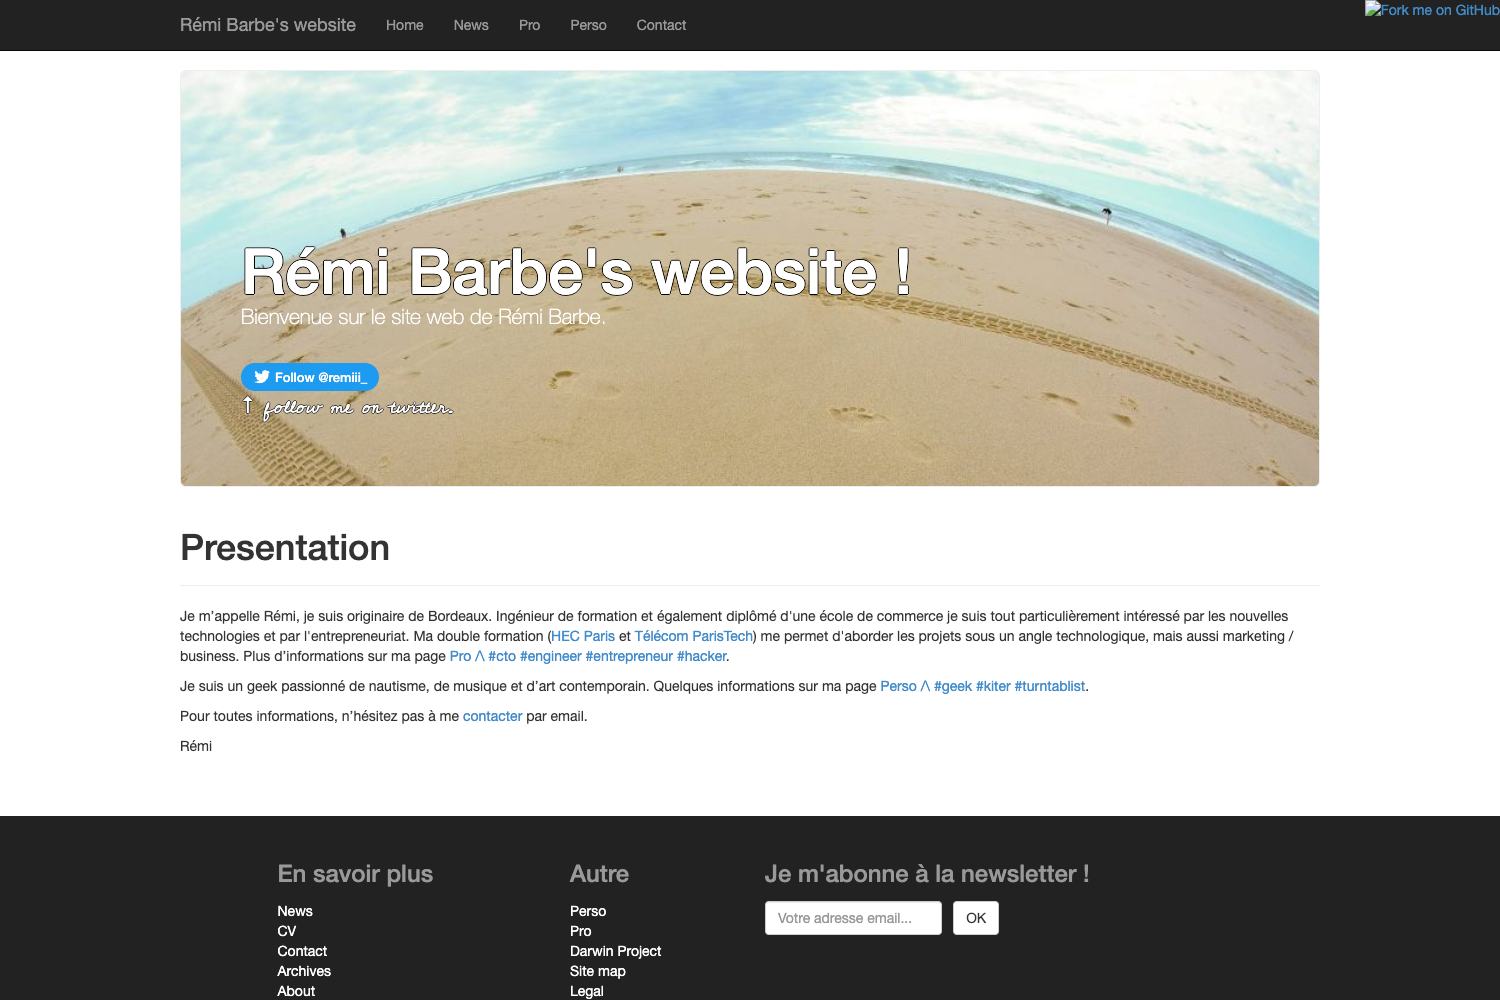 Rémi Barbe's website Home News Pro Perso Contact
Fork me on GitHub
Rémi Barbe's website !
Bienvenue sur le site web de Rémi Barbe.
Follow @remiii_
↑ follow me on twitter.
Presentation
Je m’appelle Rémi, je suis originaire de Bordeaux. Ingénieur de formation et également diplômé d'une école de commerce je suis tout particulièrement intéressé par les nouvelles
technologies et par l'entrepreneuriat. Ma double formation (HEC Paris et Télécom ParisTech) me permet d'aborder les projets sous un angle technologique, mais aussi marketing /
business. Plus d’informations sur ma page Pro /\ #cto #engineer #entrepreneur #hacker.
Je suis un geek passionné de nautisme, de musique et d’art contemporain. Quelques informations sur ma page Perso /\ #geek #kiter #turntablist.
Pour toutes informations, n’hésitez pas à me contacter par email.
Rémi
En savoir plus
News
CV
Contact
Archives
About
Autre
Perso
Pro
Darwin Project
Site map
Legal
Je m'abonne à la newsletter !
Votre adresse email... OK